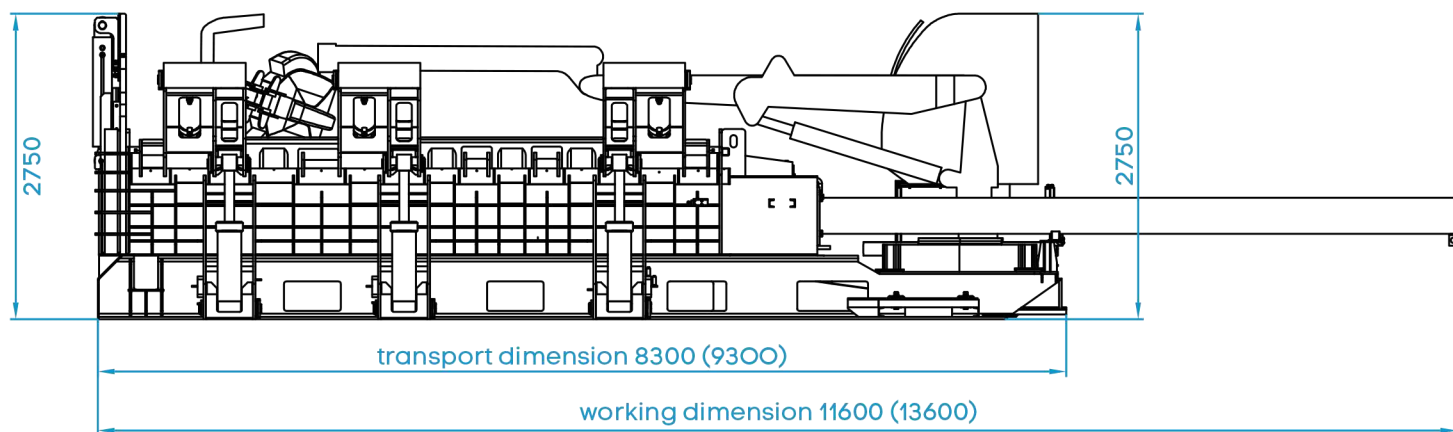 2750
2750
transport dimension 8300 (9300)
working dimension 11600 (13600)